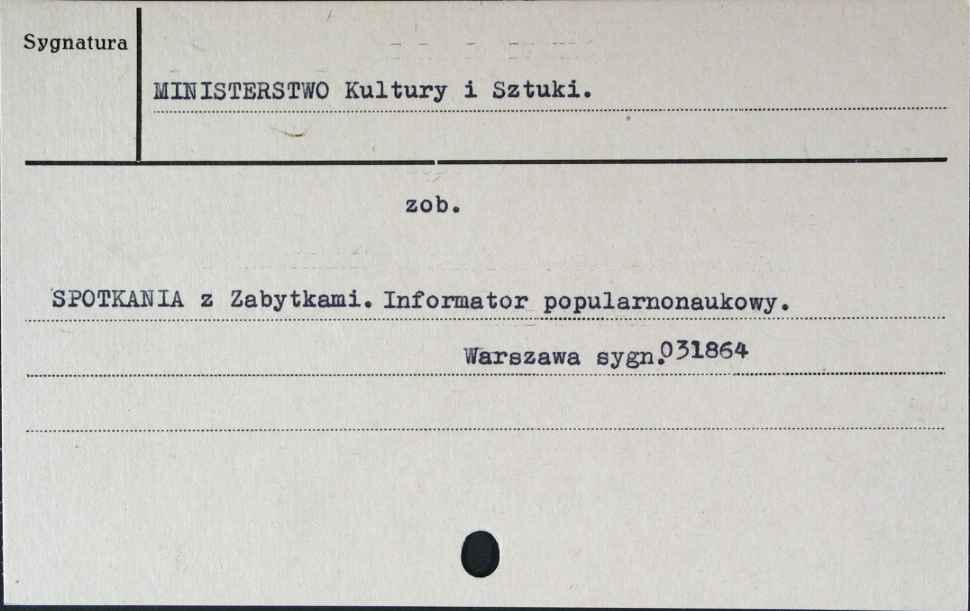 Sygnatura
MINISTERSTWO Kultury i Sztuki.
zob.
SPOTKANIA z Zabytkami. Informator popularnonaukowy.
Warszawa sygn.031864